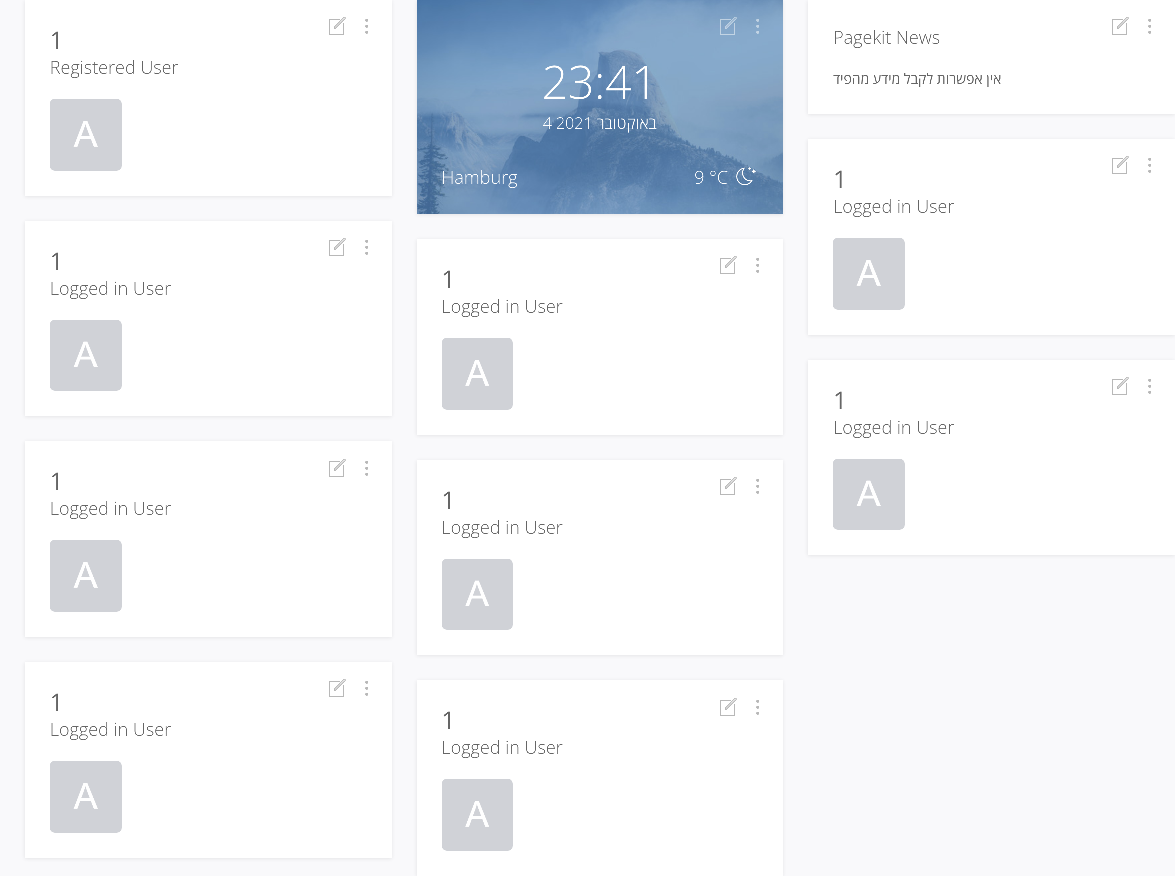 1
Registered User
A
1
Logged in User
A
1
Logged in User
A
1
Logged in User
A
23:41
4 באוקטובר 2021
Hamburg
9 °C
1
Logged in User
A
1
Logged in User
A
1
Logged in User
A
Pagekit News
אין אפשרות לקבל מידע מהפיד
1
Logged in User
A
1
Logged in User
A